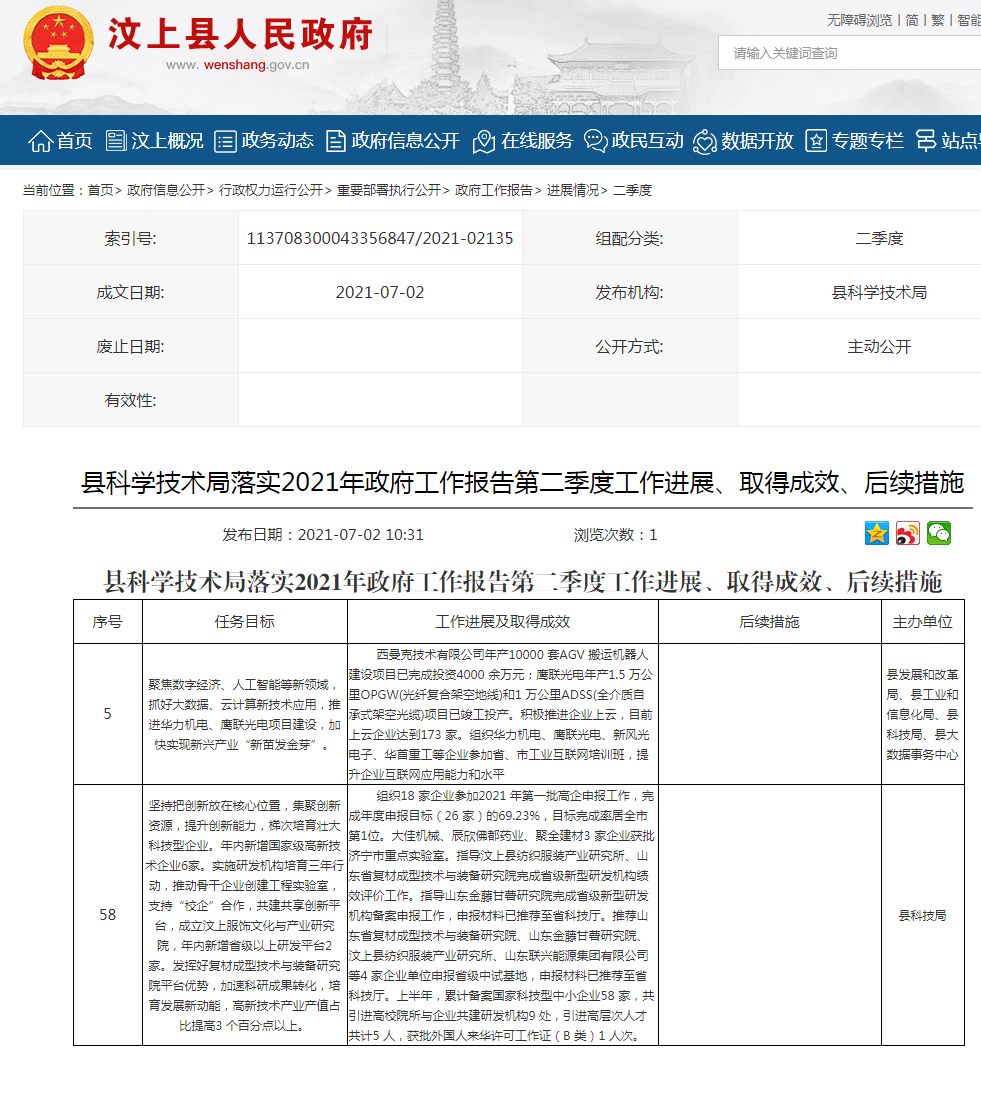 汶上县人民政府
www. wenshang.gov.cn
无障碍浏览 | 简 | 繁 | 智能
请输入关键词查询
首页 汶上概况 政务动态 政府信息公开 在线服务 政民互动 数据开放 专题专栏 站点
当前位置：首页> 政府信息公开> 行政权力运行公开> 重要部署执行公开> 政府工作报告> 进展情况> 二季度
索引号: 113708300043356847/2021-02135 组配分类: 二季度
成文日期: 2021-07-02 发布机构: 县科学技术局
废止日期: 公开方式: 主动公开
有效性:
县科学技术局落实2021年政府工作报告第二季度工作进展、取得成效、后续措施
发布日期：2021-07-02 10:31 浏览次数：1
县科学技术局落实2021年政府工作报告第二季度工作进展、取得成效、后续措施
序号 任务目标 工作进展及取得成效 后续措施 主办单位
5
聚焦数字经济、人工智能等新领域，
抓好大数据、云计算新技术应用，推
进华力机电、鹰联光电项目建设，加
快实现新兴产业“新苗发金芽”。
西曼克技术有限公司年产10000 套AGV 搬运机器人
建设项目已完成投资4000 余万元；鹰联光电年产1.5 万公
里OPGW(光纤复合架空地线)和1 万公里ADSS(全介质自
承式架空光缆)项目已竣工投产。积极推进企业上云，目前
上云企业达到173 家。组织华力机电、鹰联光电、新风光
电子、华首重工等企业参加省、市工业互联网培训班，提
升企业互联网应用能力和水平
县发展和改革
局、县工业和
信息化局、县
科技局、县大
数据事务中心
58
坚持把创新放在核心位置，集聚创新
资源，提升创新能力，梯次培育壮大
科技型企业。年内新增国家级高新技
术企业6家。实施研发机构培育三年行
动，推动骨干企业创建工程实验室，
支持“校企”合作，共建共享创新平
台，成立汶上服饰文化与产业研究
院，年内新增省级以上研发平台2
家。发挥好复材成型技术与装备研究
院平台优势，加速科研成果转化，培
育发展新动能，高新技术产业产值占
比提高3 个百分点以上。
组织18 家企业参加2021 年第一批高企申报工作，完
成年度申报目标（26 家）的69.23%，目标完成率居全市
第1位。大佳机械、辰欣佛都药业、聚全建材3 家企业获批
济宁市重点实验室。指导汶上县纺织服装产业研究所、山
东省复材成型技术与装备研究院完成省级新型研发机构绩
效评价工作。指导山东金藤甘薯研究院完成省级新型研发
机构备案申报工作，申报材料已推荐至省科技厅。推荐山
东省复材成型技术与装备研究院、山东金藤甘薯研究院、
汶上县纺织服装产业研究所、山东联兴能源集团有限公司
等4 家企业单位申报省级中试基地，申报材料已推荐至省
科技厅。上半年，累计备案国家科技型中小企业58 家，共
引进高校院所与企业共建研发机构9 处，引进高层次人才
共计5 人，获批外国人来华许可工作证（B 类）1 人次。
县科技局